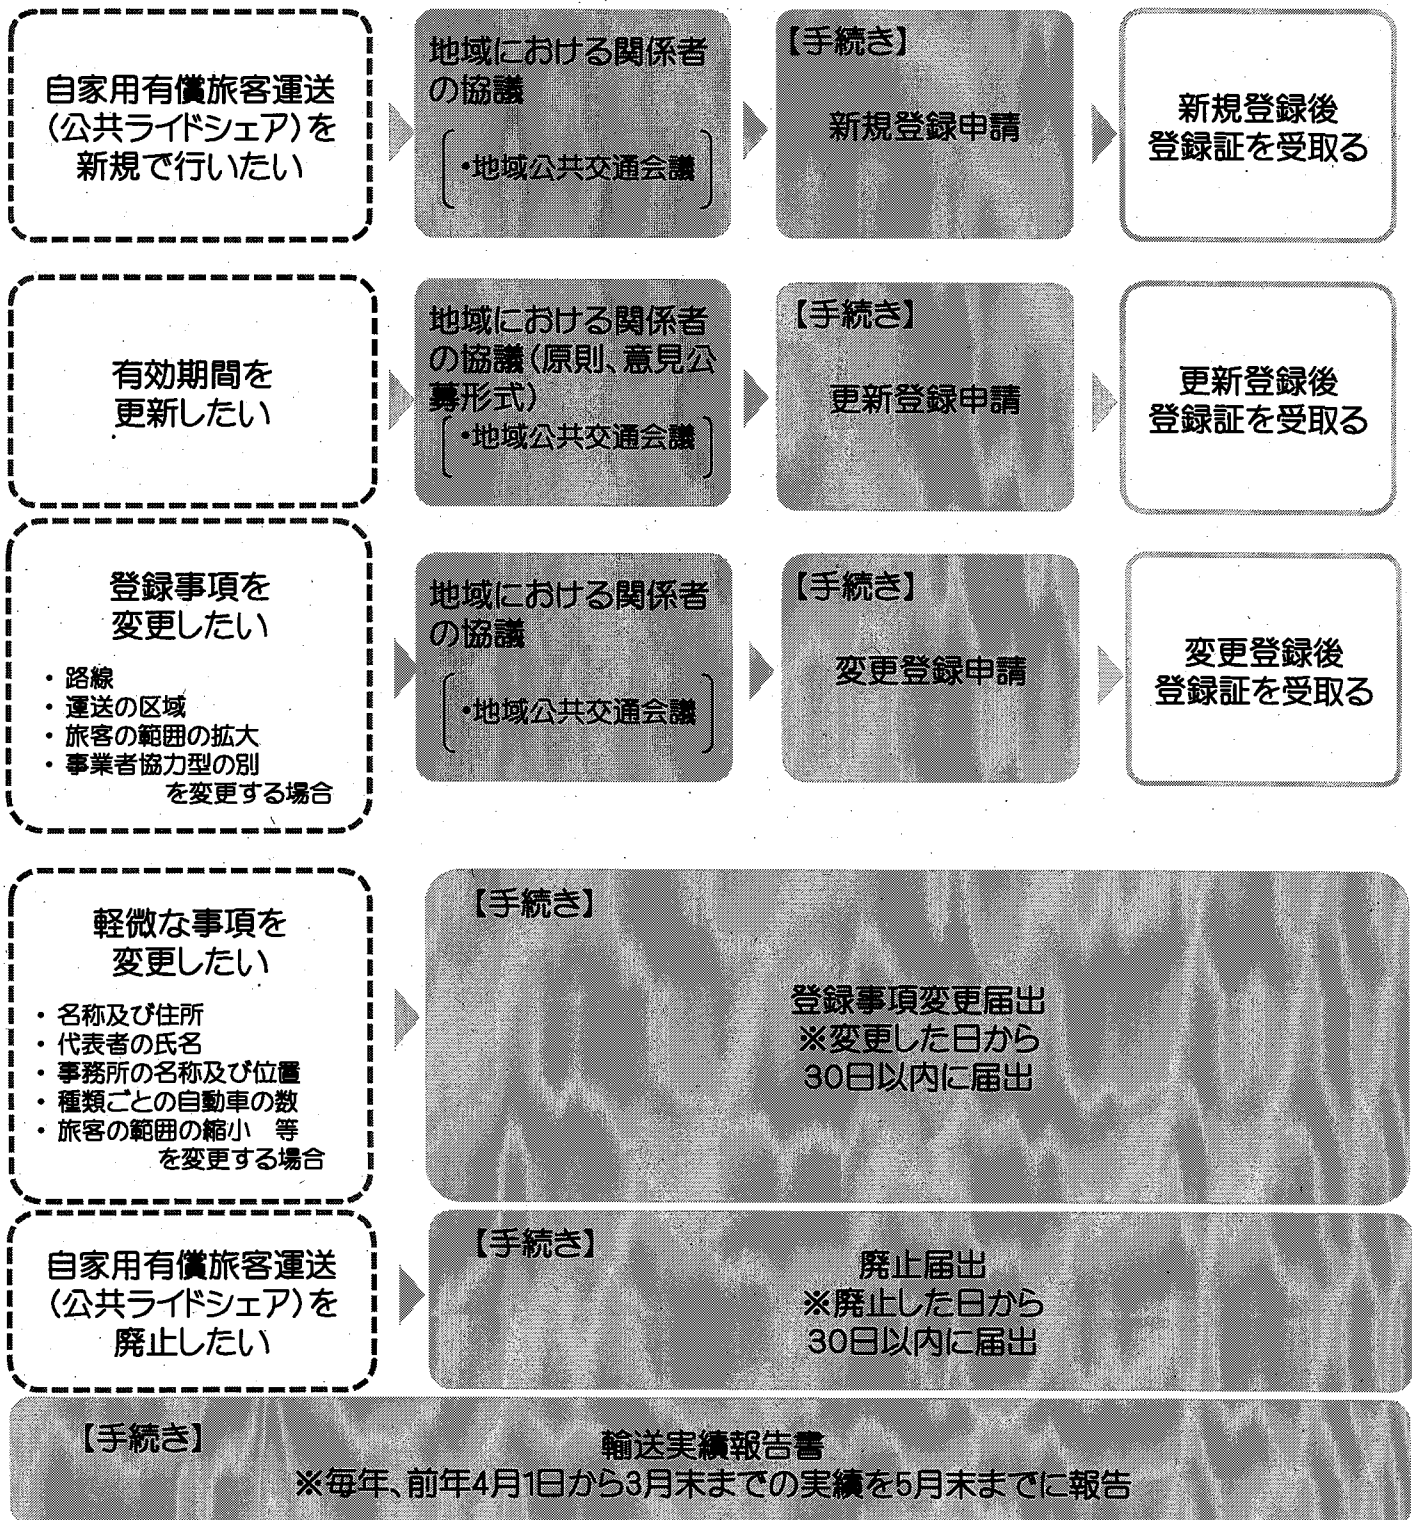 自家用有償旅客運送
(公共ライドシェア)を
新規で行いたい
地域における関係者
の協議
・地域公共交通会議
【手続き】
新規登録申請
新規登録後
登録証を受取る
有効期間を
更新したい
地域における関係者
の協議(原則、意見公
募形式)
・地域公共交通会議
【手続き】
更新登録申請
更新登録後
登録証を受取る
登録事項を
変更したい
・路線
・運送の区域
・旅客の範囲の拡大
・事業者協力型の別
を変更する場合
地域における関係者
の協議
・地域公共交通会議
【手続き】
変更登録申請
変更登録後
登録証を受取る
軽微な事項を
変更したい
・名称及び住所
・代表者の氏名
・事務所の名称及び位置
・種類ごとの自動車の数
・旅客の範囲の縮小 等
を変更する場合
【手続き】
登録事項変更届出
※変更した日から
30日以内に届出
自家用有償旅客運送
(公共ライドシェア)を
廃止したい
【手続き】
廃止届出
※廃止した日から
30日以内に届出
【手続き】
輸送実績報告書
※毎年、前年4月1日から3月末までの実績を5月末までに報告